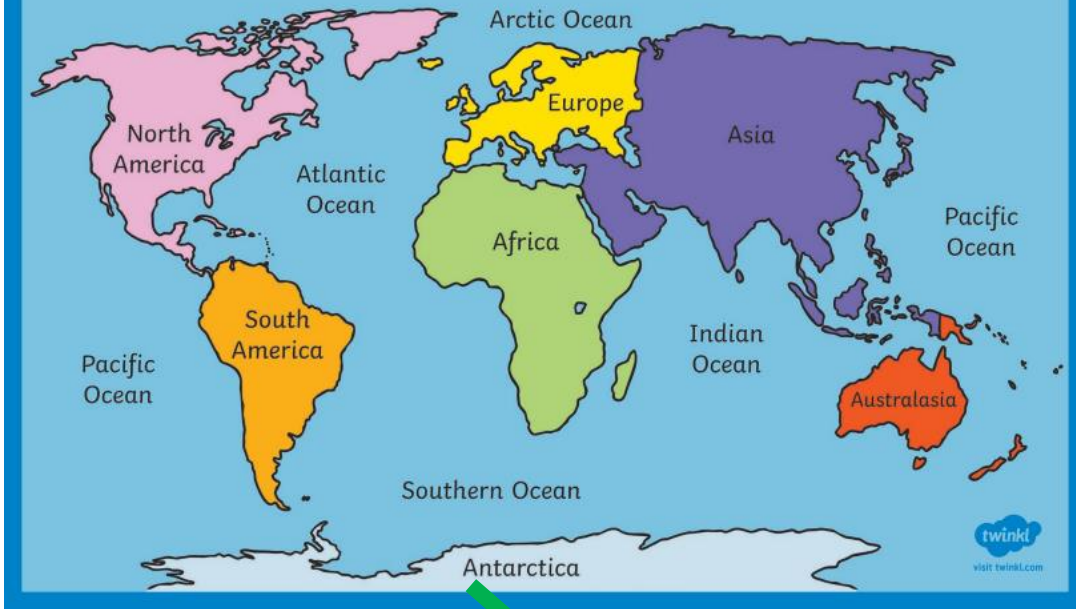 Arctic Ocean
Europe
Asia
North
America
Atlantic
Ocean
Pacific
Ocean
Africa
South
America
Indian
Ocean
Pacific
Ocean
Australasia
Southern Ocean
Antarctica
twinkl
visit twinkl.com